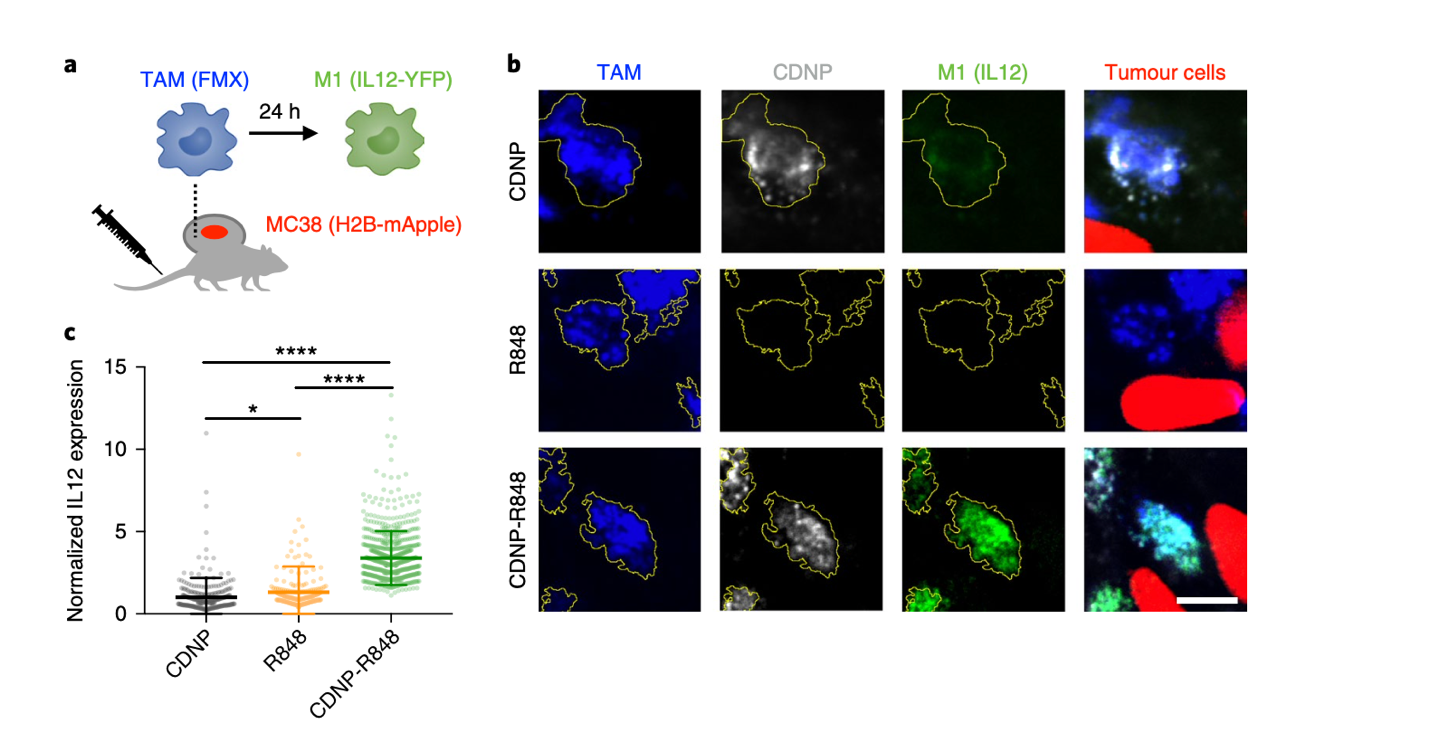 a
TAM (FMX)
M1 (IL12-YFP)
24 h
MC38 (H2B-mApple)
b
TAM
CDNP
M1 (IL12)
Tumour cells
CDNP
R848
CDNP-R848
c
Normalized IL12 expression
15
10
5
0
****
****
*
CDNP
R848
CDNP-R848